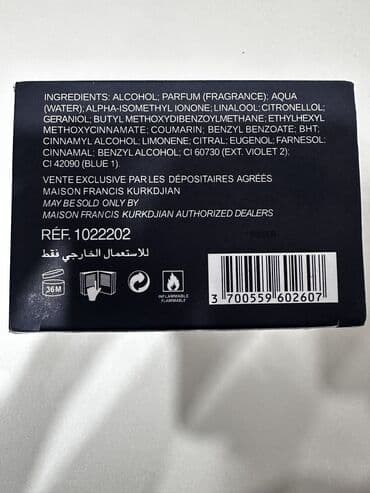 INGREDIENTS: ALCOHOL; PARFUM (FRAGRANCE); AQUA
(WATER); ALPHA-ISOMETHYL IONONE; LINALOOL; CITRONELLOL;
GERANIOL; BUTYL METHOXYDIBENZOYLMETHANE; ETHYLHEXYL
METHOXYCINNAMATE; COUMARIN; BENZYL BENZOATE; BHT;
CINNAMYL ALCOHOL; LIMONENE; CITRAL; EUGENOL; FARNESOL;
CINNAMAL; BENZYL ALCOHOL; CI 60730 (EXT. VIOLET 2);
CI 42090 (BLUE 1).
VENTE EXCLUSIVE PAR LES DÉPOSITAIRES AGRÉÉS
MAISON FRANCIS KURKDJIAN
MAY BE SOLD ONLY BY
MAISON FRANCIS KURKDJIAN AUTHORIZED DEALERS
RÉF. 1022202
للاستعمال الخارجي فقط
36M
INFLAMMABLE
FLAMMABLE
3 700559 602607